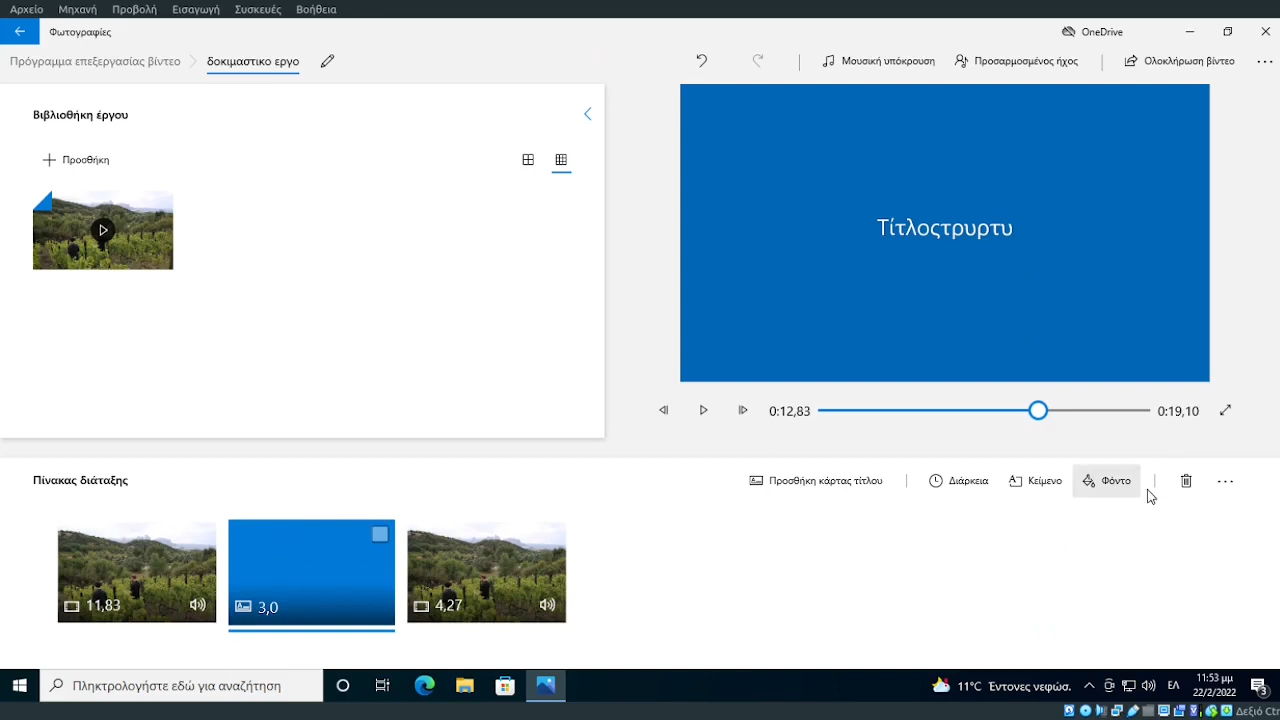 Αρχείο Μηχανή Προβολή Εισαγωγή Συσκευές Βοήθεια
Φωτογραφίες
OneDrive
Πρόγραμμα επεξεργασίας βίντεο
δοκιμαστικο εργο
Μουσική υπόκρουση
Προσαρμοσμένος ήχος
Ολοκλήρωση βίντεο
Βιβλιοθήκη έργου
Προσθήκη
Τίτλοςτρυρτυ
0:12,83
0:19,10
Πίνακας διάταξης
Προσθήκη κάρτας τίτλου
Διάρκεια
Κείμενο
Φόντο
11,83
3,0
4,27
Πληκτρολογήστε εδώ για αναζήτηση
11°C Έντονες νεφώσ.
ΕΛ
11:53 μμ
22/2/2022
3
Δεξιό Ctr